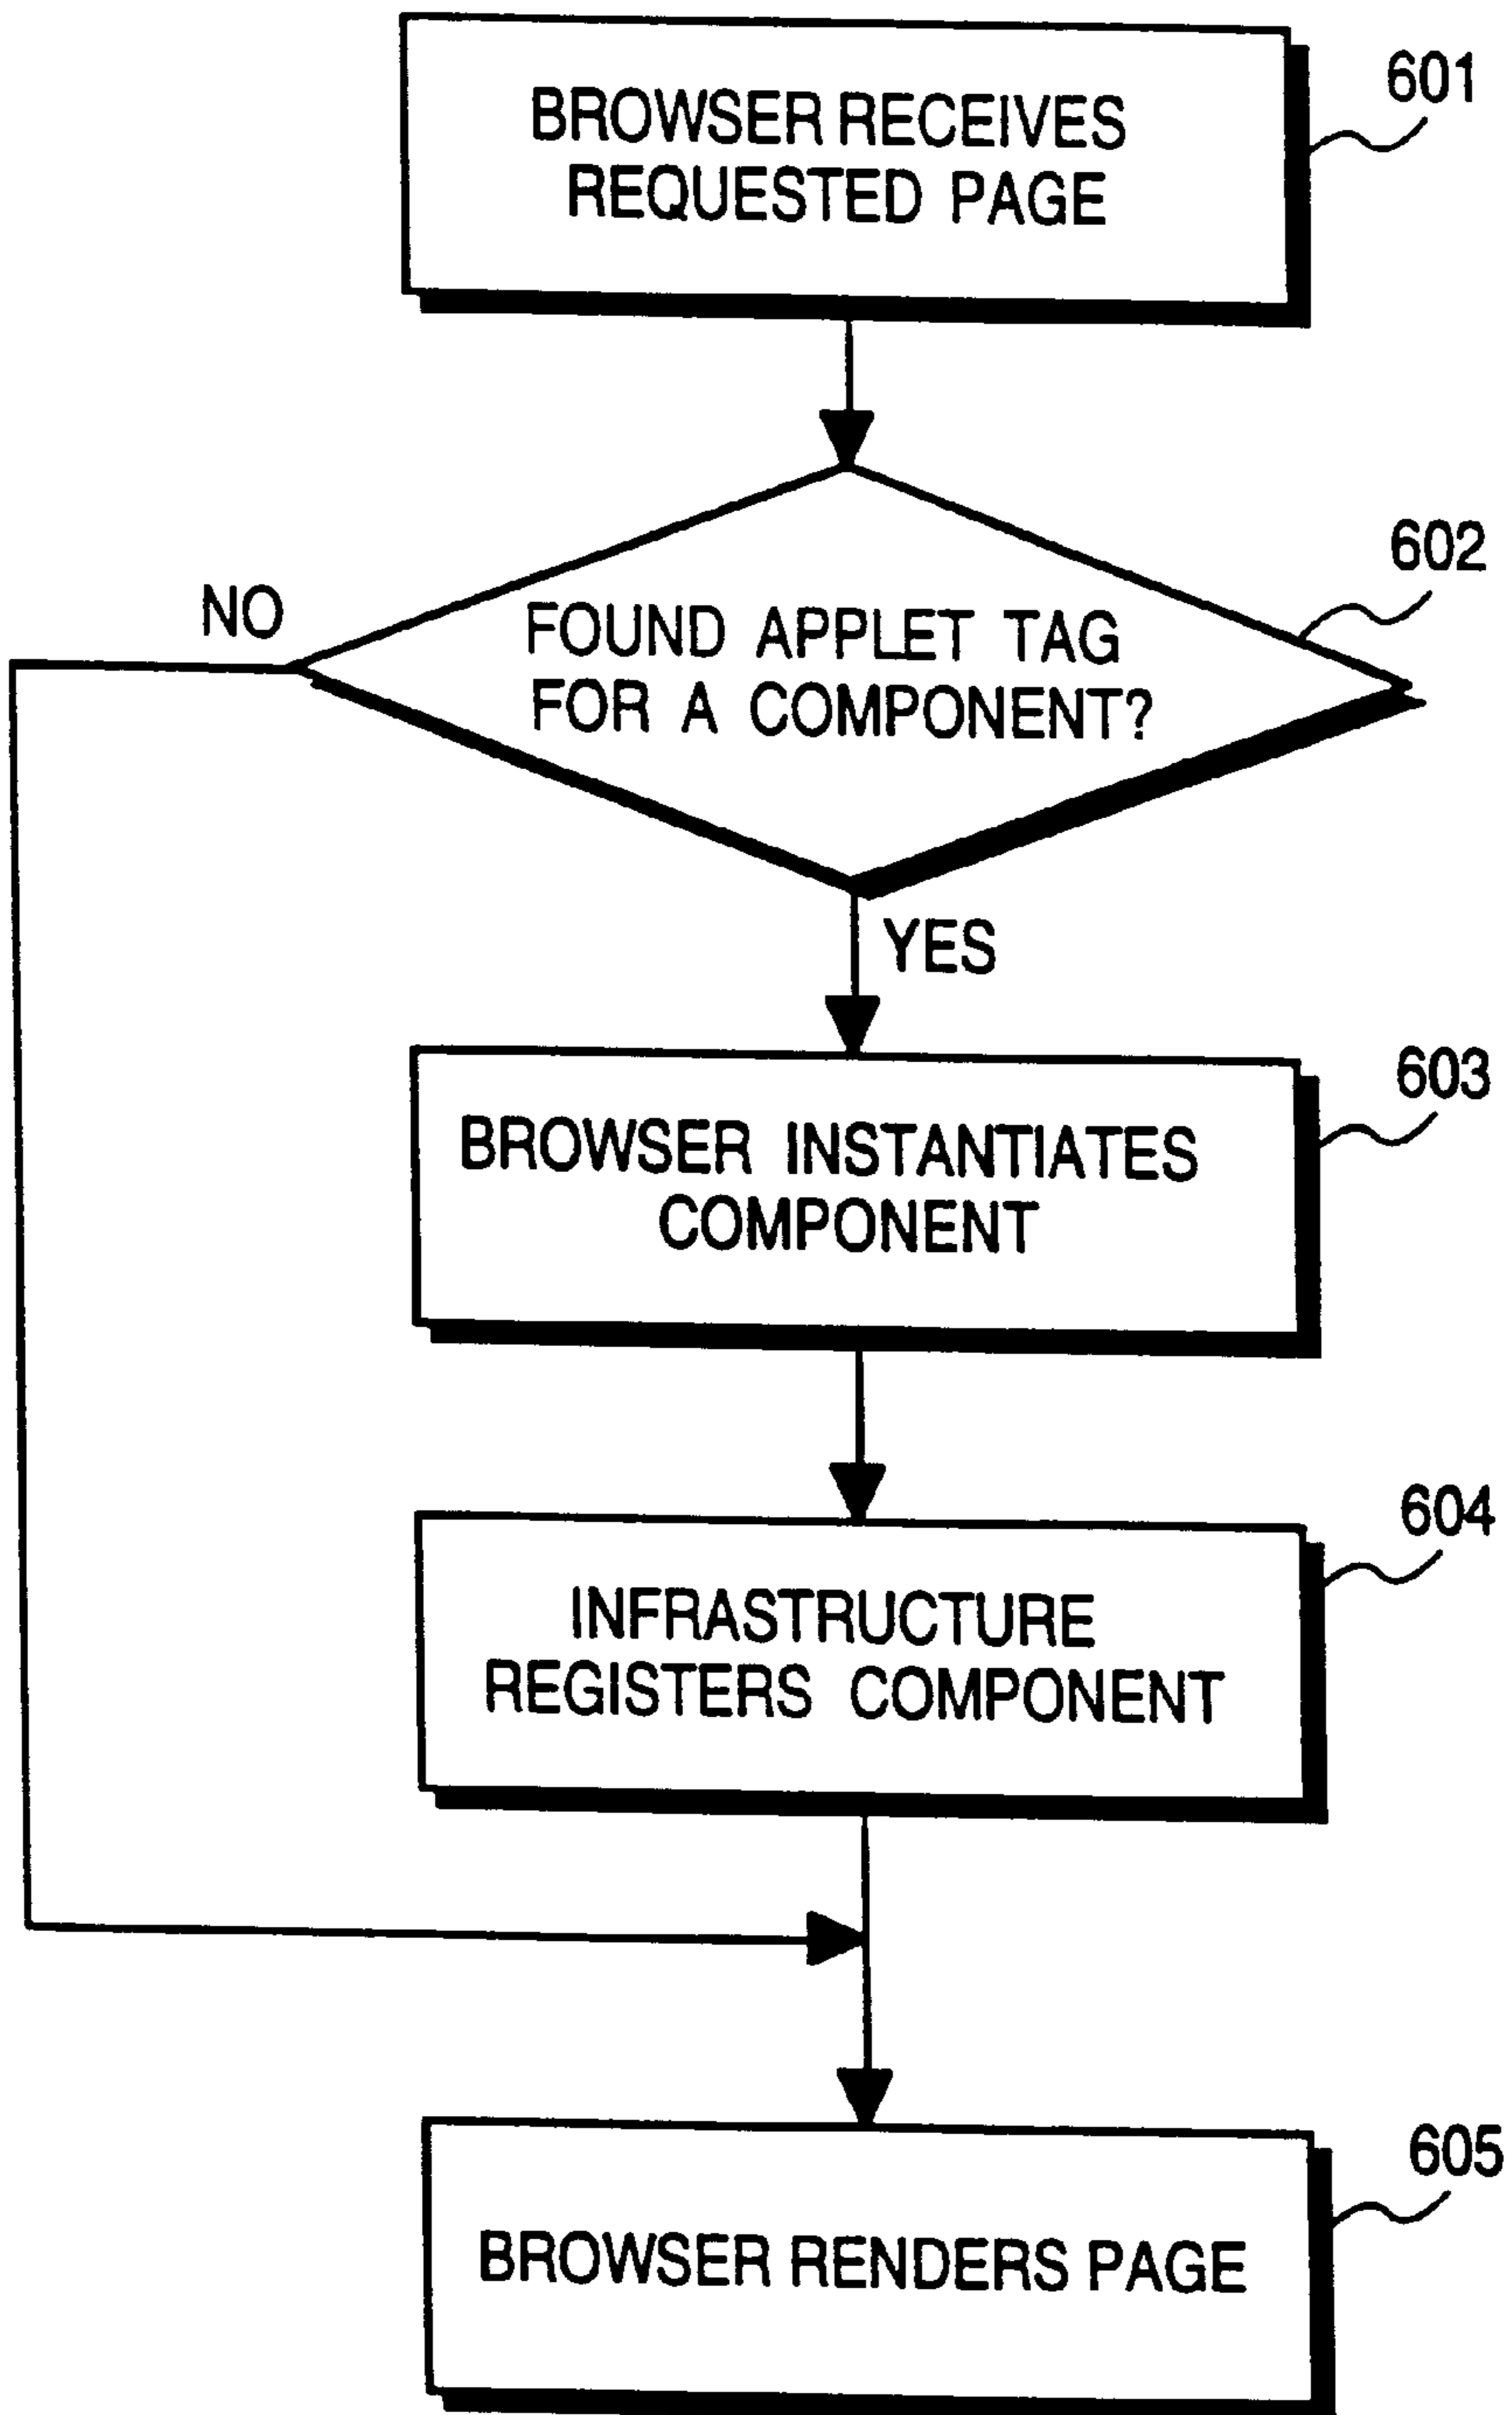 BROWSER RECEIVES
REQUESTED PAGE
601
FOUND APPLET TAG
FOR A COMPONENT?
602
NO
YES
BROWSER INSTANTIATES
COMPONENT
603
INFRASTRUCTURE
REGISTERS COMPONENT
604
BROWSER RENDERS PAGE
605